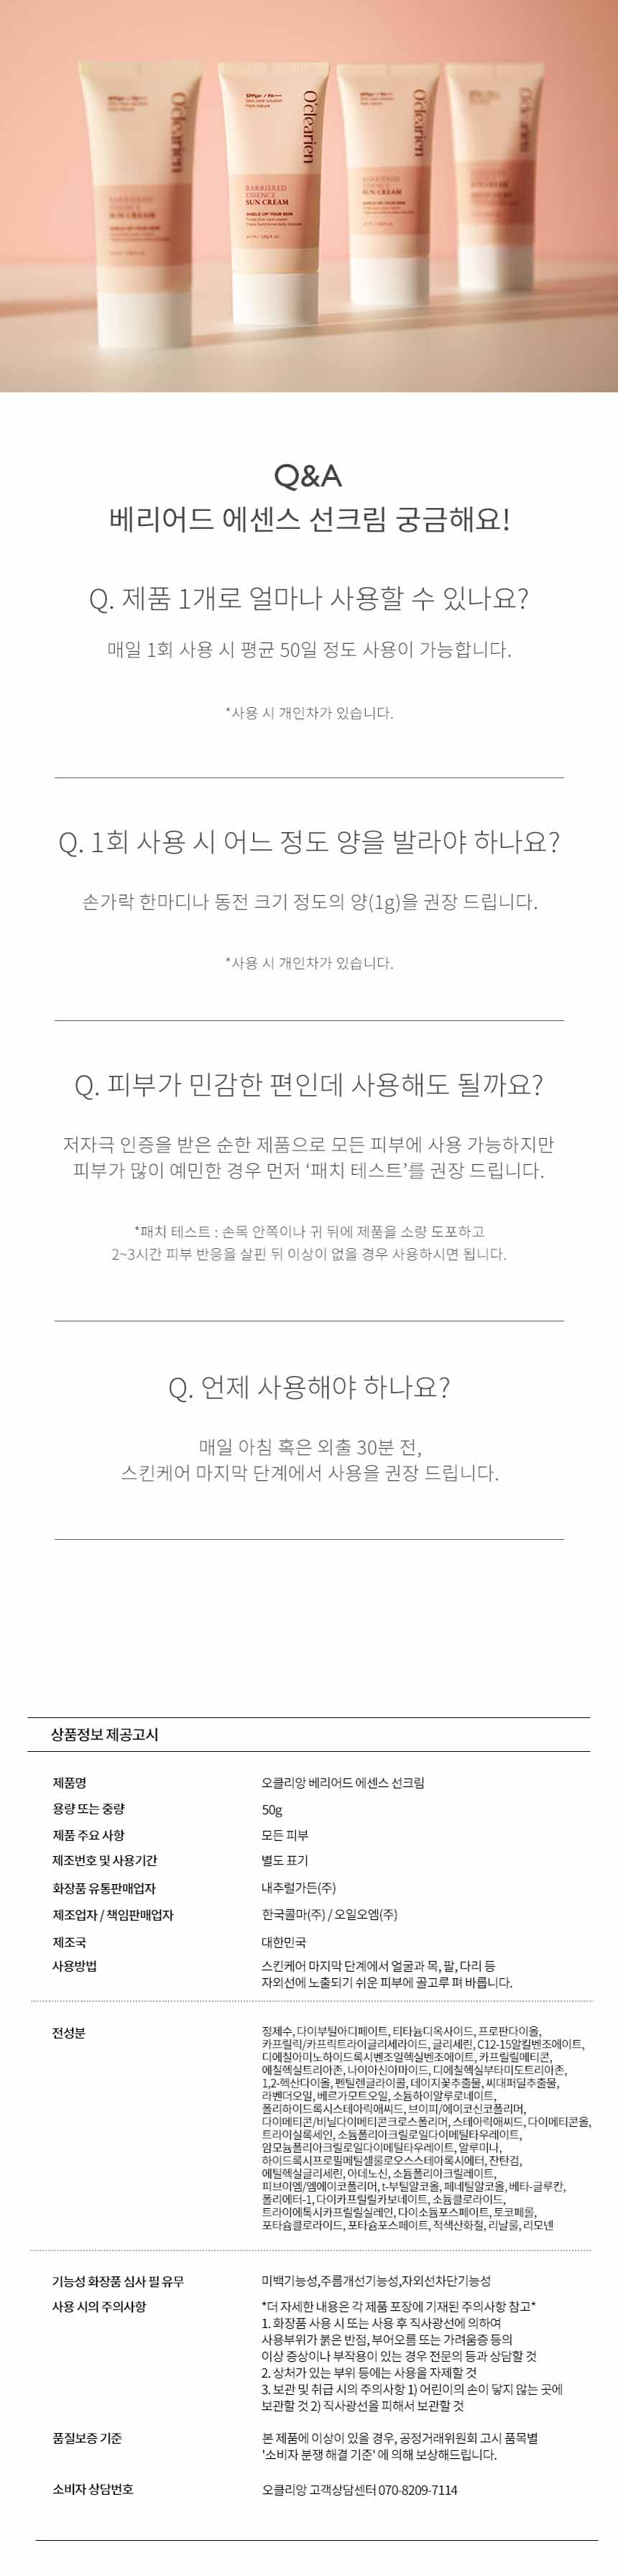 O'clearien
O'clearien
O'clearien
O'clearien
BARRIERED
ESSENCE
SUN CREAM
SHIELD UP! YOUR SKIN
Q&A
베리어드 에센스 선크림 궁금해요!
Q. 제품 1개로 얼마나 사용할 수 있나요?
매일 1회 사용 시 평균 50일 정도 사용이 가능합니다.
*사용 시 개인차가 있습니다.
Q. 1회 사용 시 어느 정도 양을 발라야 하나요?
손가락 한마디나 동전 크기 정도의 양(1g)을 권장 드립니다.
*사용 시 개인차가 있습니다.
Q. 피부가 민감한 편인데 사용해도 될까요?
저자극 인증을 받은 순한 제품으로 모든 피부에 사용 가능하지만
피부가 많이 예민한 경우 먼저 ‘패치 테스트’를 권장 드립니다.
*패치 테스트 : 손목 안쪽이나 귀 뒤에 제품을 소량 도포하고
2~3시간 피부 반응을 살핀 뒤 이상이 없을 경우 사용하시면 됩니다.
Q. 언제 사용해야 하나요?
매일 아침 혹은 외출 30분 전,
스킨케어 마지막 단계에서 사용을 권장 드립니다.
상품정보 제공고시
제품명 오클리앙 베리어드 에센스 선크림
용량 또는 중량 50g
제품 주요 사항 모든 피부
제조번호 및 사용기간 별도 표기
화장품 유통판매업자 내추럴가든(주)
제조업자 / 책임판매업자 한국콜마(주) / 오일오엠(주)
제조국 대한민국
사용방법 스킨케어 마지막 단계에서 얼굴과 목, 팔, 다리 등
자외선에 노출되기 쉬운 피부에 골고루 펴 바릅니다.
전성분 정제수, 다이부틸아디페이트, 티타늄디옥사이드, 프로판다이올,
카프릴릭/카프릭트라이글리세라이드, 글리세린, C12-15알킬벤조에이트,
디에칠아미노하이드록시벤조일헥실벤조에이트, 카프릴릴메티콘,
에칠헥실트리아존, 나이아신아마이드, 디에칠헥실부타미도트리아존,
1,2-헥산다이올, 펜틸렌글라이콜, 데이지꽃추출물, 씨대퍼딜추출물,
라벤더오일, 베르가모트오일, 소듐하이알루로네이트,
폴리하이드록시스테아릭애씨드, 브이피/에이코신코폴리머,
다이메티콘/비닐다이메티콘크로스폴리머, 스테아릭애씨드, 다이메티콘올,
트라이실록세인, 소듐폴리아크릴로일다이메틸타우레이트,
암모늄폴리아크릴로일다이메틸타우레이트, 알루미나,
하이드록시프로필메틸셀룰로오스스테아록시에터, 잔탄검,
에틸헥실글리세린, 아데노신, 소듐폴리아크릴레이트,
피브이엠/엠에이코폴리머, t-부틸알코올, 페네틸알코올, 베타-글루칸,
폴리에터-1, 다이카프릴릴카보네이트, 소듐클로라이드,
트라이에톡시카프릴릴실레인, 다이소듐포스페이트, 토코페롤,
포타슘클로라이드, 포타슘포스페이트, 적색산화철, 리날룰, 리모넨
기능성 화장품 심사 필 유무 미백기능성,주름개선기능성,자외선차단기능성
사용 시의 주의사항 *더 자세한 내용은 각 제품 포장에 기재된 주의사항 참고*
1. 화장품 사용 시 또는 사용 후 직사광선에 의하여
사용부위가 붉은 반점, 부어오름 또는 가려움증 등의
이상 증상이나 부작용이 있는 경우 전문의 등과 상담할 것
2. 상처가 있는 부위 등에는 사용을 자제할 것
3. 보관 및 취급 시의 주의사항 1) 어린이의 손이 닿지 않는 곳에
보관할 것 2) 직사광선을 피해서 보관할 것
품질보증 기준 본 제품에 이상이 있을 경우, 공정거래위원회 고시 품목별
'소비자 분쟁 해결 기준' 에 의해 보상해드립니다.
소비자 상담번호 오클리앙 고객상담센터 070-8209-7114